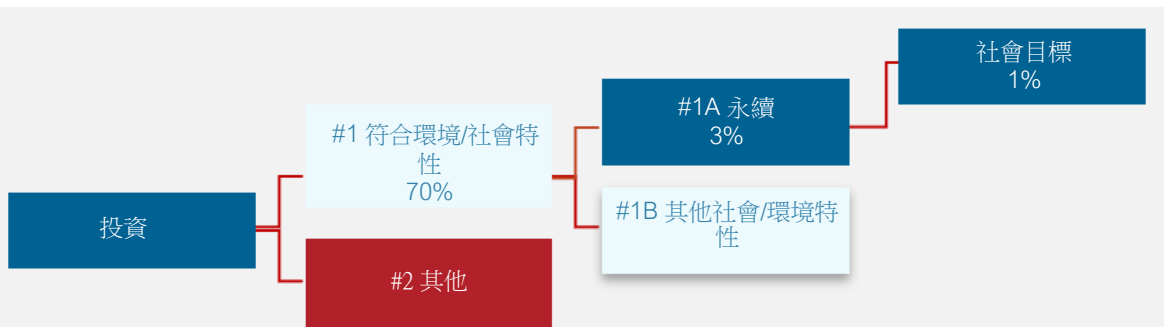 社會目標
1%
#1A 永續
3%
#1 符合環境/社會特
性
70%
#1B 其他社會/環境特
性
投資
#2 其他